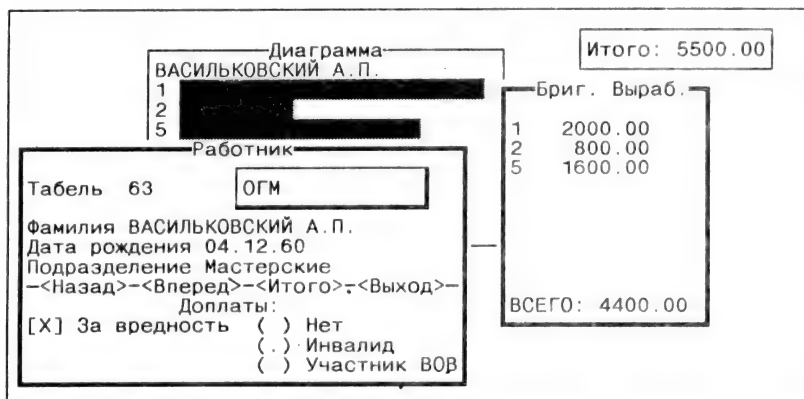 Диаграмма
ВАСИЛЬКОВСКИЙ А.П.
1
2
5
Итого: 5500.00
Бриг. Выраб.
1 2000.00
2 800.00
5 1600.00
ВСЕГО: 4400.00
Работник
Табель 63 ОГМ
Фамилия ВАСИЛЬКОВСКИЙ А.П.
Дата рождения 04.12.60
Подразделение Мастерские
-<Назад>-<Вперед>-<Итого>-<Выход>-
Доплаты:
[X] За вредность ( ) Нет
(.) Инвалид
( ) Участник ВОВ